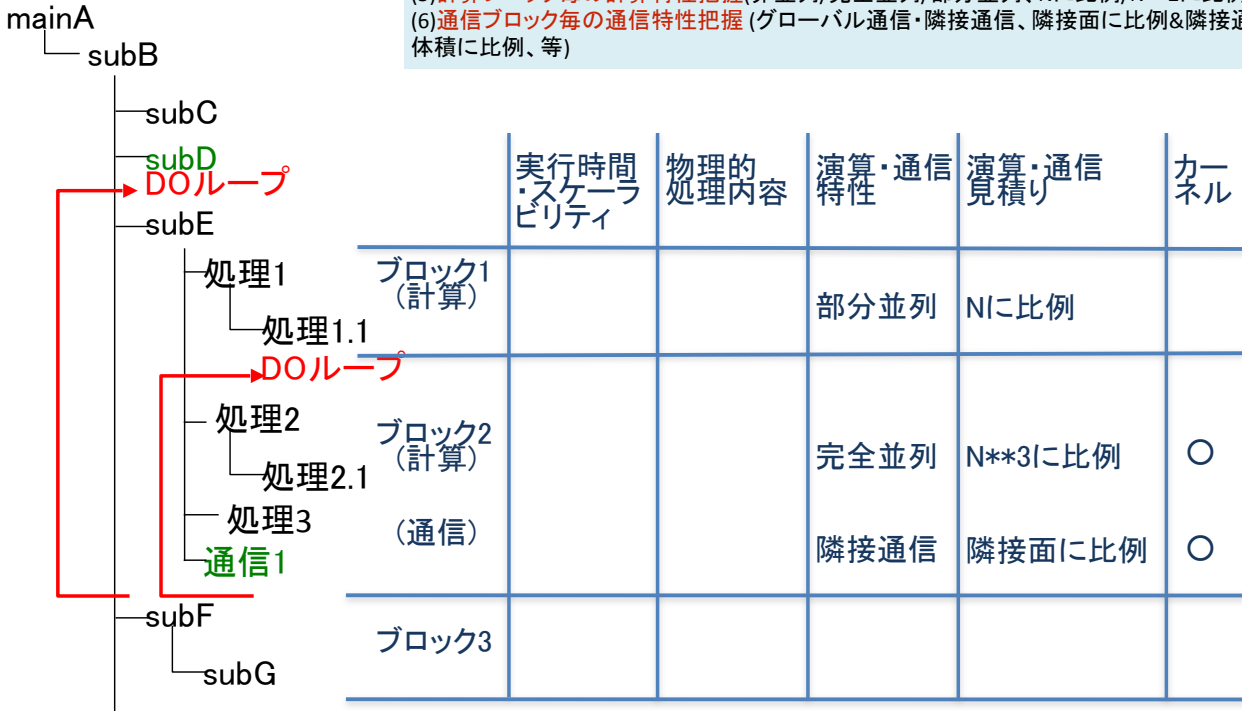 (6)通信ブロック毎の通信特性把握 (グローバル通信・隣接通信、隣接面に比例&隣接
体積に比例、等)
mainA
subB
subC
subD
DOループ
subE
処理1
処理1.1
DOループ
処理2
処理2.1
処理3
通信1
subF
subG
実行時間
・スケーラ
ビリティ
物理的
処理内容
演算・通信
特性
演算・通信
見積り
カー
ネル
ブロック1
(計算)
部分並列
Nに比例
ブロック2
(計算)
完全並列
N**3に比例
○
(通信)
隣接通信
隣接面に比例
○
ブロック3